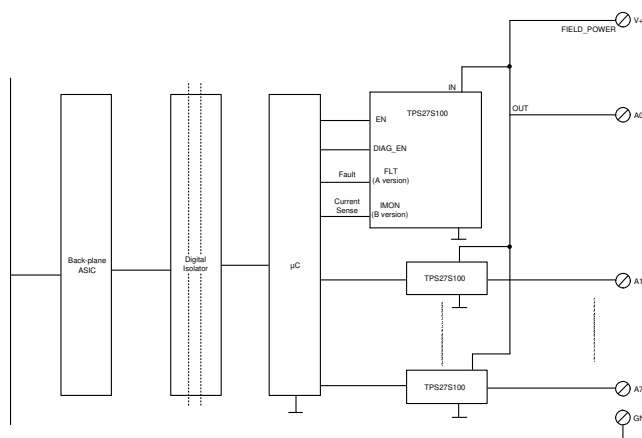 V+
FIELD_POWER
IN
TPS27S100
OUT
A0
EN
DIAG_EN
Fault
FLT
(A version)
Current
Sense
IMON
(B version)
Back-plane
ASIC
Digital
Isolator
µC
TPS27S100
A1
TPS27S100
A7